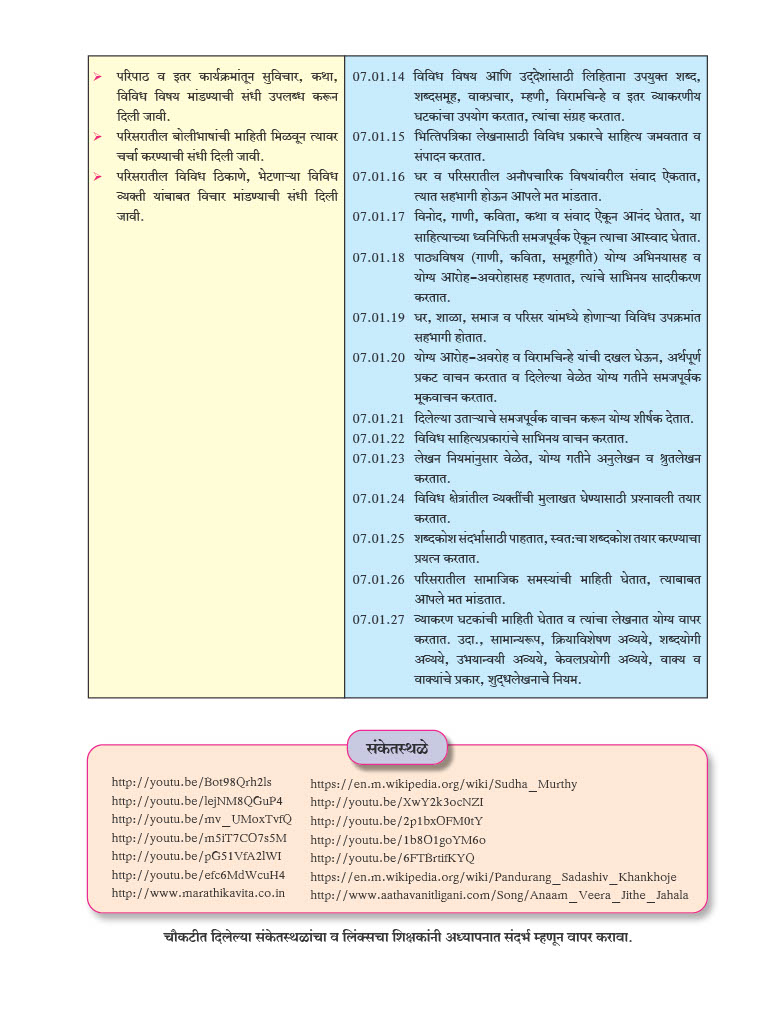 ➢ परिपाठ व इतर कार्यक्रमांतून सुविचार, कथा,
विविध विषय मांडण्याची संधी उपलब्ध करून
दिली जावी.
➢ परिसरातील बोलीभाषांची माहिती मिळवून त्यावर
चर्चा करण्याची संधी दिली जावी.
➢ परिसरातील विविध ठिकाणे, भेटणाऱ्या विविध
व्यक्ती यांबाबत विचार मांडण्याची संधी दिली
जावी.
07.01.14 विविध विषय आणि उद्देशांसाठी लिहिताना उपयुक्त शब्द,
शब्दसमूह, वाक्प्रचार, म्हणी, विरामचिन्हे व इतर व्याकरणीय
घटकांचा उपयोग करतात, त्यांचा संग्रह करतात.
07.01.15 भित्तिपत्रिका लेखनासाठी विविध प्रकारचे साहित्य जमवतात व
संपादन करतात.
07.01.16 घर व परिसरातील अनौपचारिक विषयांवरील संवाद ऐकतात,
त्यात सहभागी होऊन आपले मत मांडतात.
07.01.17 विनोद, गाणी, कविता, कथा व संवाद ऐकून आनंद घेतात, या
साहित्याच्या ध्वनिफिती समजपूर्वक ऐकून त्याचा आस्वाद घेतात.
07.01.18 पाठ्यविषय (गाणी, कविता, समूहगीते) योग्य अभिनयासह व
योग्य आरोह-अवरोहासह म्हणतात, त्यांचे साभिनय सादरीकरण
करतात.
07.01.19 घर, शाळा, समाज व परिसर यांमध्ये होणाऱ्या विविध उपक्रमांत
सहभागी होतात.
07.01.20 योग्य आरोह-अवरोह व विरामचिन्हे यांची दखल घेऊन, अर्थपूर्ण
प्रकट वाचन करतात व दिलेल्या वेळेत योग्य गतीने समजपूर्वक
मूकवाचन करतात.
07.01.21 दिलेल्या उताऱ्याचे समजपूर्वक वाचन करून योग्य शीर्षक देतात.
07.01.22 विविध साहित्यप्रकारांचे साभिनय वाचन करतात.
07.01.23 लेखन नियमांनुसार वेळेत, योग्य गतीने अनुलेखन व श्रुतलेखन
करतात.
07.01.24 विविध क्षेत्रांतील व्यक्तींची मुलाखत घेण्यासाठी प्रश्नावली तयार
करतात.
07.01.25 शब्दकोश संदर्भासाठी पाहतात, स्वत:चा शब्दकोश तयार करण्याचा
प्रयत्न करतात.
07.01.26 परिसरातील सामाजिक समस्यांची माहिती घेतात, त्याबाबत
आपले मत मांडतात.
07.01.27 व्याकरण घटकांची माहिती घेतात व त्यांचा लेखनात योग्य वापर
करतात. उदा., सामान्यरूप, क्रियाविशेषण अव्यये, शब्दयोगी
अव्यये, उभयान्वयी अव्यये, केवलप्रयोगी अव्यये, वाक्य व
वाक्यांचे प्रकार, शुद्धलेखनाचे नियम.
संकेतस्थळे
http://youtu.be/Bot98Qrh2ls
http://youtu.be/lejNM8QGuP4
http://youtu.be/mv_UMoxTvfQ
http://youtu.be/m5iT7CO7s5M
http://youtu.be/pG51VfA2lWI
http://youtu.be/efc6MdWcuH4
http://www.marathikavita.co.in
https://en.m.wikipedia.org/wiki/Sudha_Murthy
http://youtu.be/XwY2k3ocNZI
http://youtu.be/2p1bxOFM0tY
http://youtu.be/1b8O1goYM6o
http://youtu.be/6FTBrtifKYQ
https://en.m.wikipedia.org/wiki/Pandurang_Sadashiv_Khankhoje
http://www.aathavanitligani.com/Song/Anaam_Veera_Jithe_Jahala
चौकटीत दिलेल्या संकेतस्थळांचा व लिंक्सचा शिक्षकांनी अध्यापनात संदर्भ म्हणून वापर करावा.